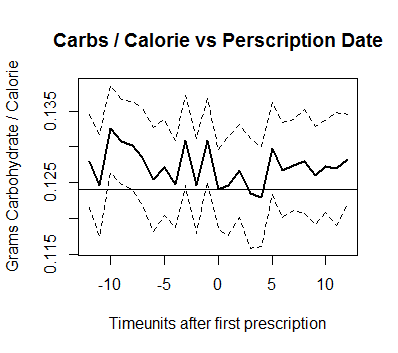 Carbs / Calorie vs Perscription Date
Grams Carbohydrate / Calorie
0.135
0.125
0.115
-10 -5 0 5 10
Timeunits after first prescription